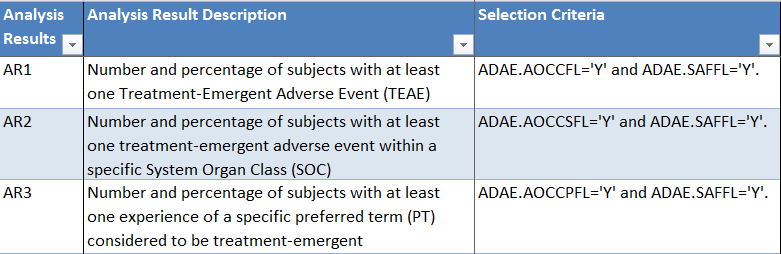 Analysis Results Analysis Result Description Selection Criteria
AR1 Number and percentage of subjects with at least ADAE.AOCCFL='Y' and ADAE.SAFFL='Y'.
one Treatment-Emergent Adverse Event (TEAE)
AR2 Number and percentage of subjects with at least ADAE.AOCCSFL='Y' and ADAE.SAFFL='Y'.
one treatment-emergent adverse event within a
specific System Organ Class (SOC)
AR3 Number and percentage of subjects with at least ADAE.AOCCPFL='Y' and ADAE.SAFFL='Y'.
one experience of a specific preferred term (PT)
considered to be treatment-emergent